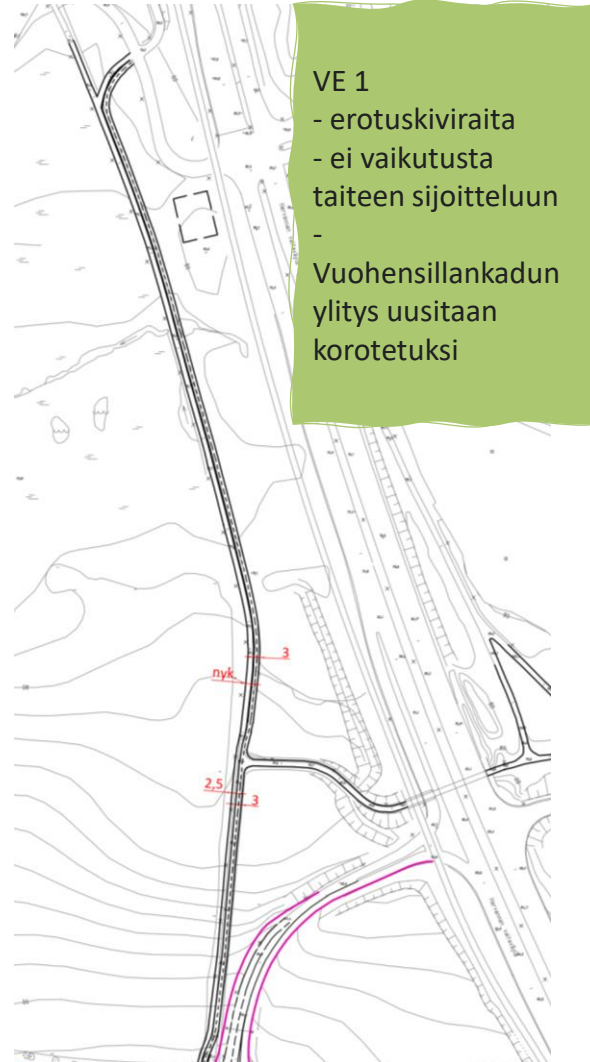 VE 1
- erotuskiviraita
- ei vaikutusta
taiteen sijoitteluun
-
Vuohensillankadun
ylitys uusitaan
korotetuksi
3
nyk.
2,5
3